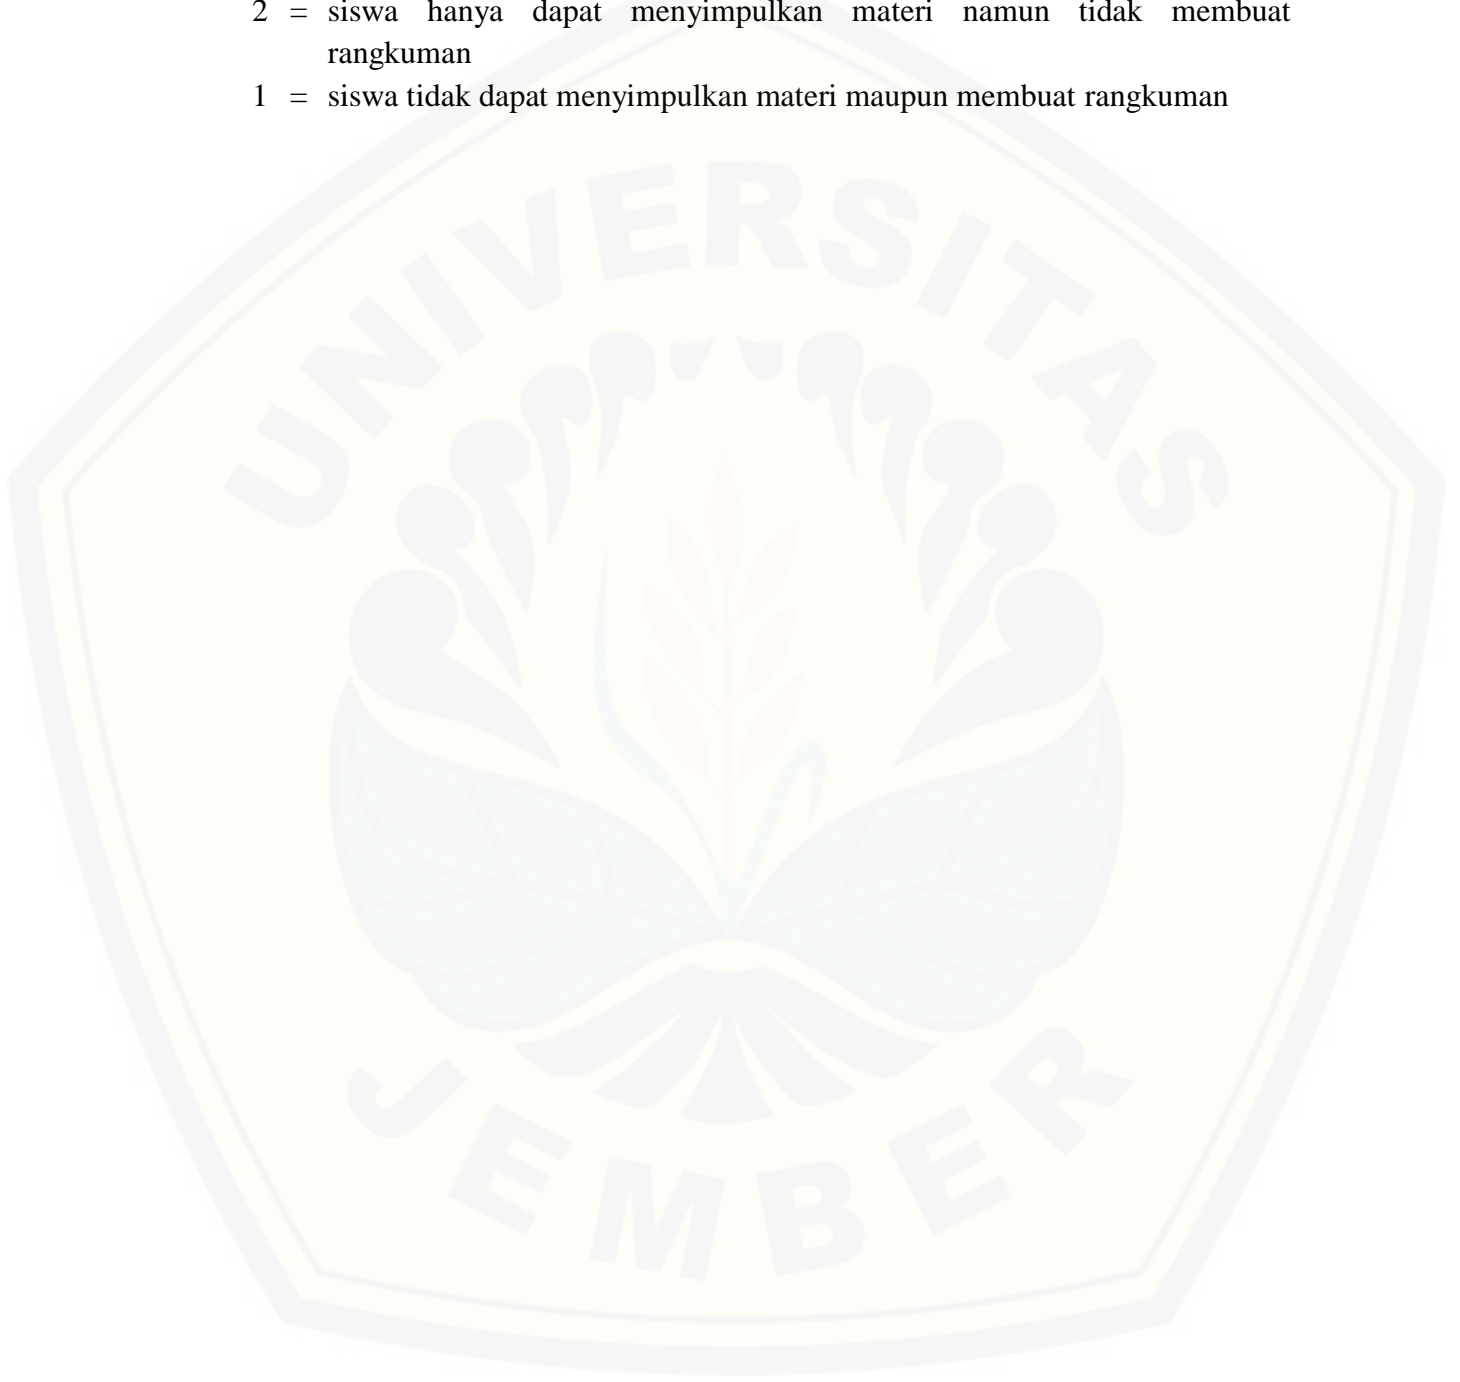 2 = siswa hanya dapat menyimpulkan materi namun tidak membuat
rangkuman
1 = siswa tidak dapat menyimpulkan materi maupun membuat rangkuman
UNIVERSITAS
JEMBER